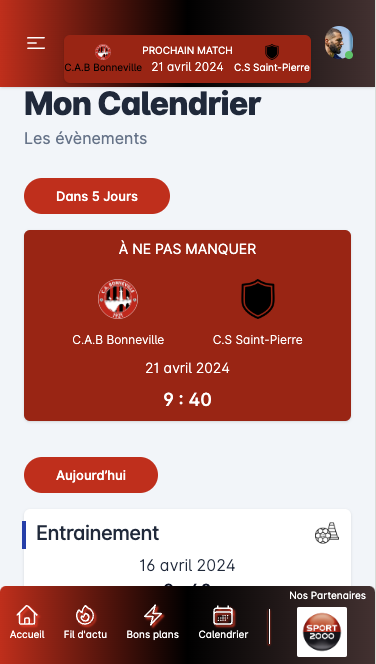 PROCHAIN MATCH
C.A.B Bonneville 21 avril 2024 C.S Saint-Pierre
Mon Calendrier
Les évènements
Dans 5 Jours
À NE PAS MANQUER
C.A.B Bonneville C.S Saint-Pierre
21 avril 2024
9 : 40
Aujourd’hui
Entrainement
16 avril 2024
Nos Partenaires
Accueil Fil d'actu Bons plans Calendrier
SPORT
2000